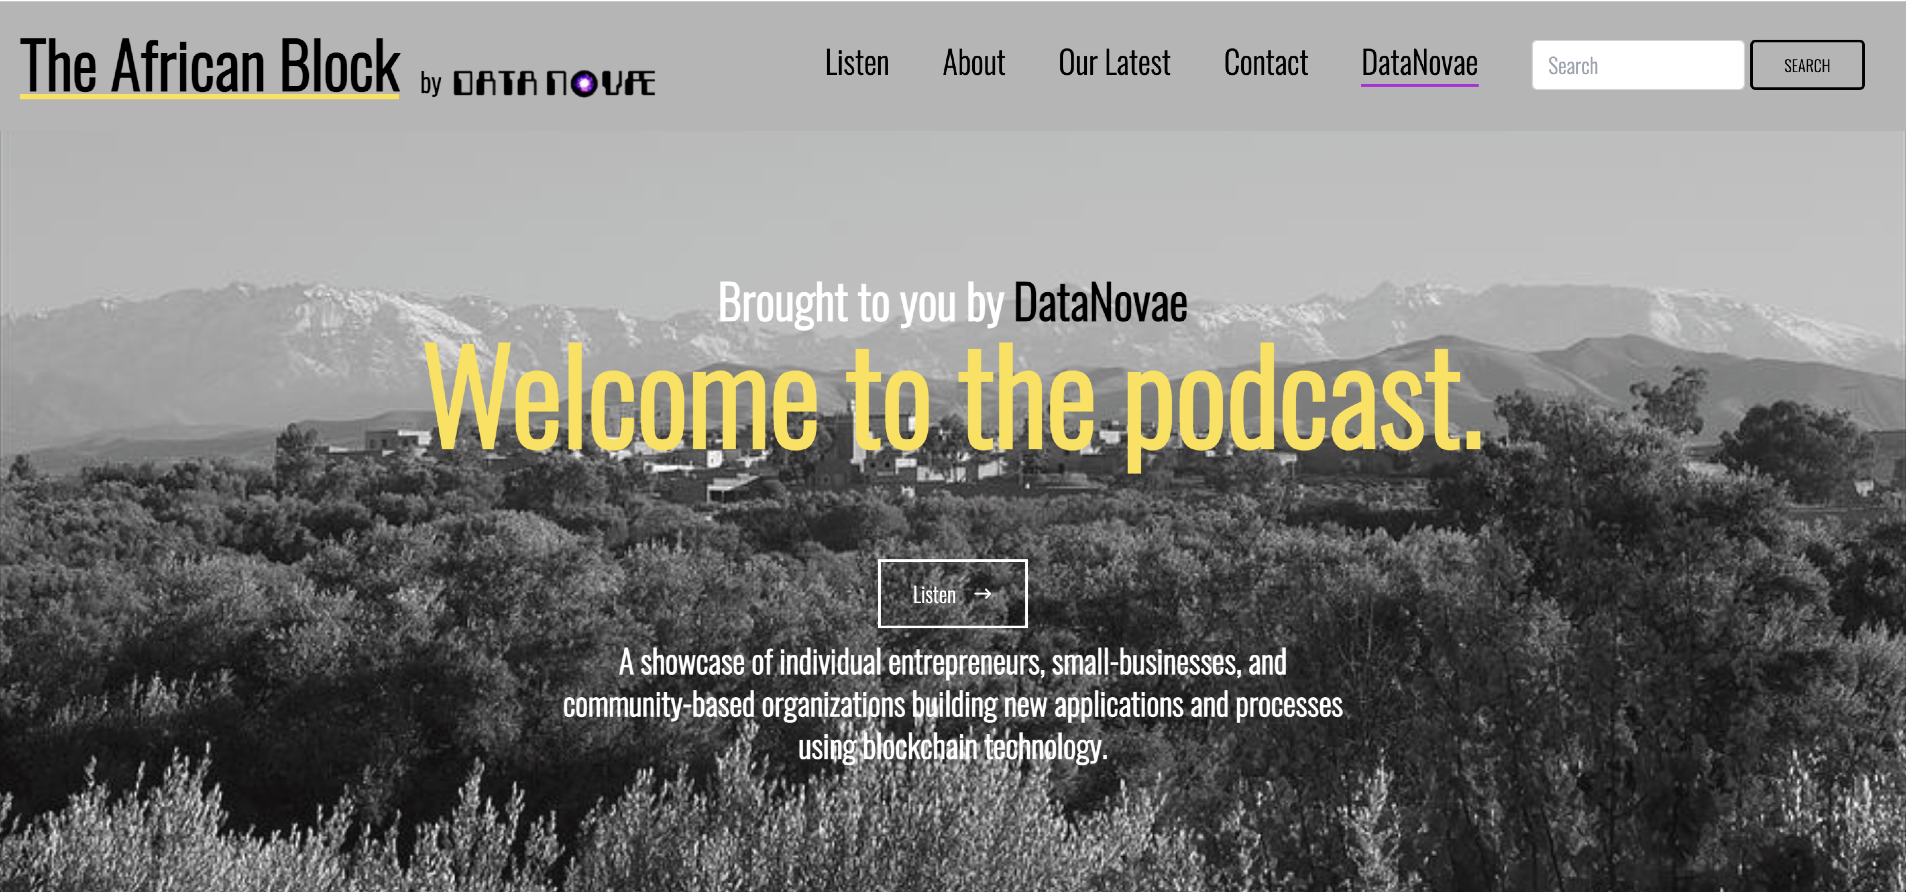 The African Block by DATA NOVAE
Listen About Our Latest Contact DataNovae Search SEARCH
Brought to you by DataNovae
Welcome to the podcast.
Listen →
A showcase of individual entrepreneurs, small-businesses, and
community-based organizations building new applications and processes
using blockchain technology.